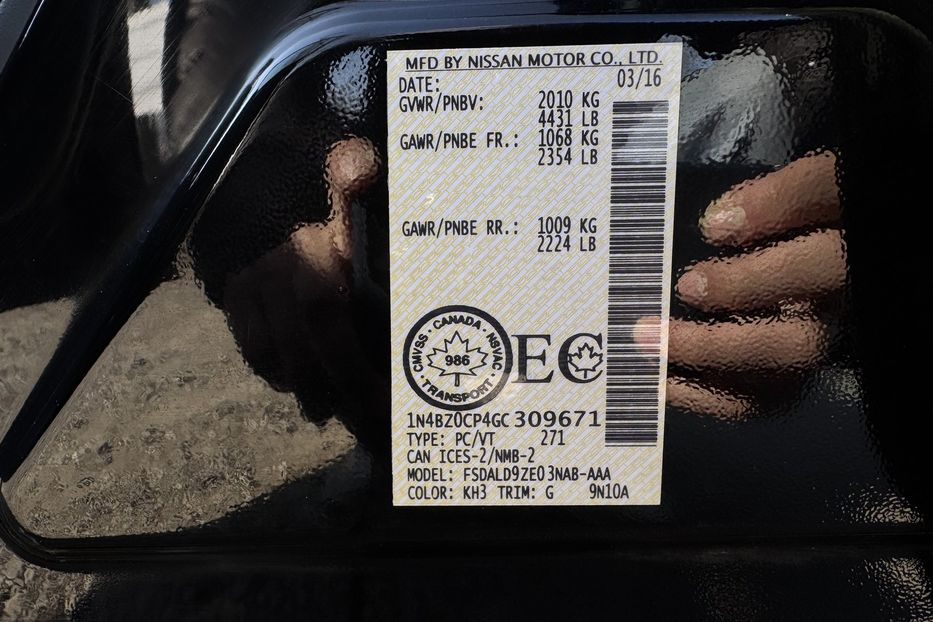 MFD BY NISSAN MOTOR CO., LTD.
DATE: 03/16
GVWR/PNBV: 2010 KG
4431 LB
GAWR/PNBE FR.: 1068 KG
2354 LB
GAWR/PNBE RR.: 1009 KG
2224 LB
CMVSS · CANADA · NSVAC · TRANSPORT ·
986
EC
1N4BZ0CP4GC309671
TYPE: PC/VT 271
CAN ICES-2/NMB-2
MODEL: FSDALD9ZE03NAB-AAA
COLOR: KH3 TRIM: G 9N10A